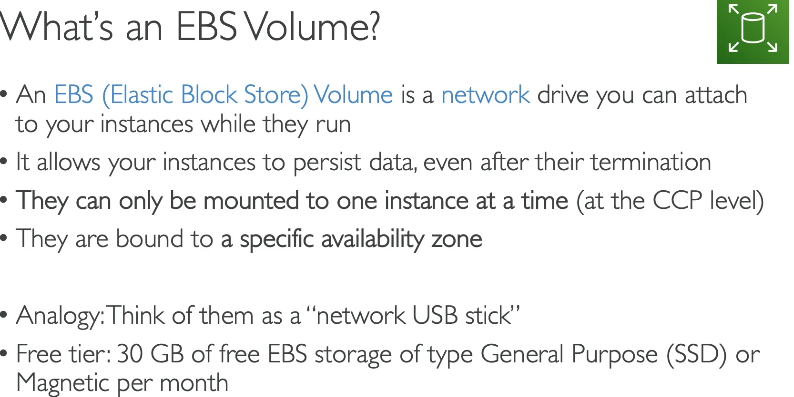 What's an EBS Volume?
• An EBS (Elastic Block Store) Volume is a network drive you can attach
to your instances while they run
• It allows your instances to persist data, even after their termination
• They can only be mounted to one instance at a time (at the CCP level)
• They are bound to a specific availability zone
• Analogy: Think of them as a “network USB stick”
• Free tier: 30 GB of free EBS storage of type General Purpose (SSD) or
Magnetic per month